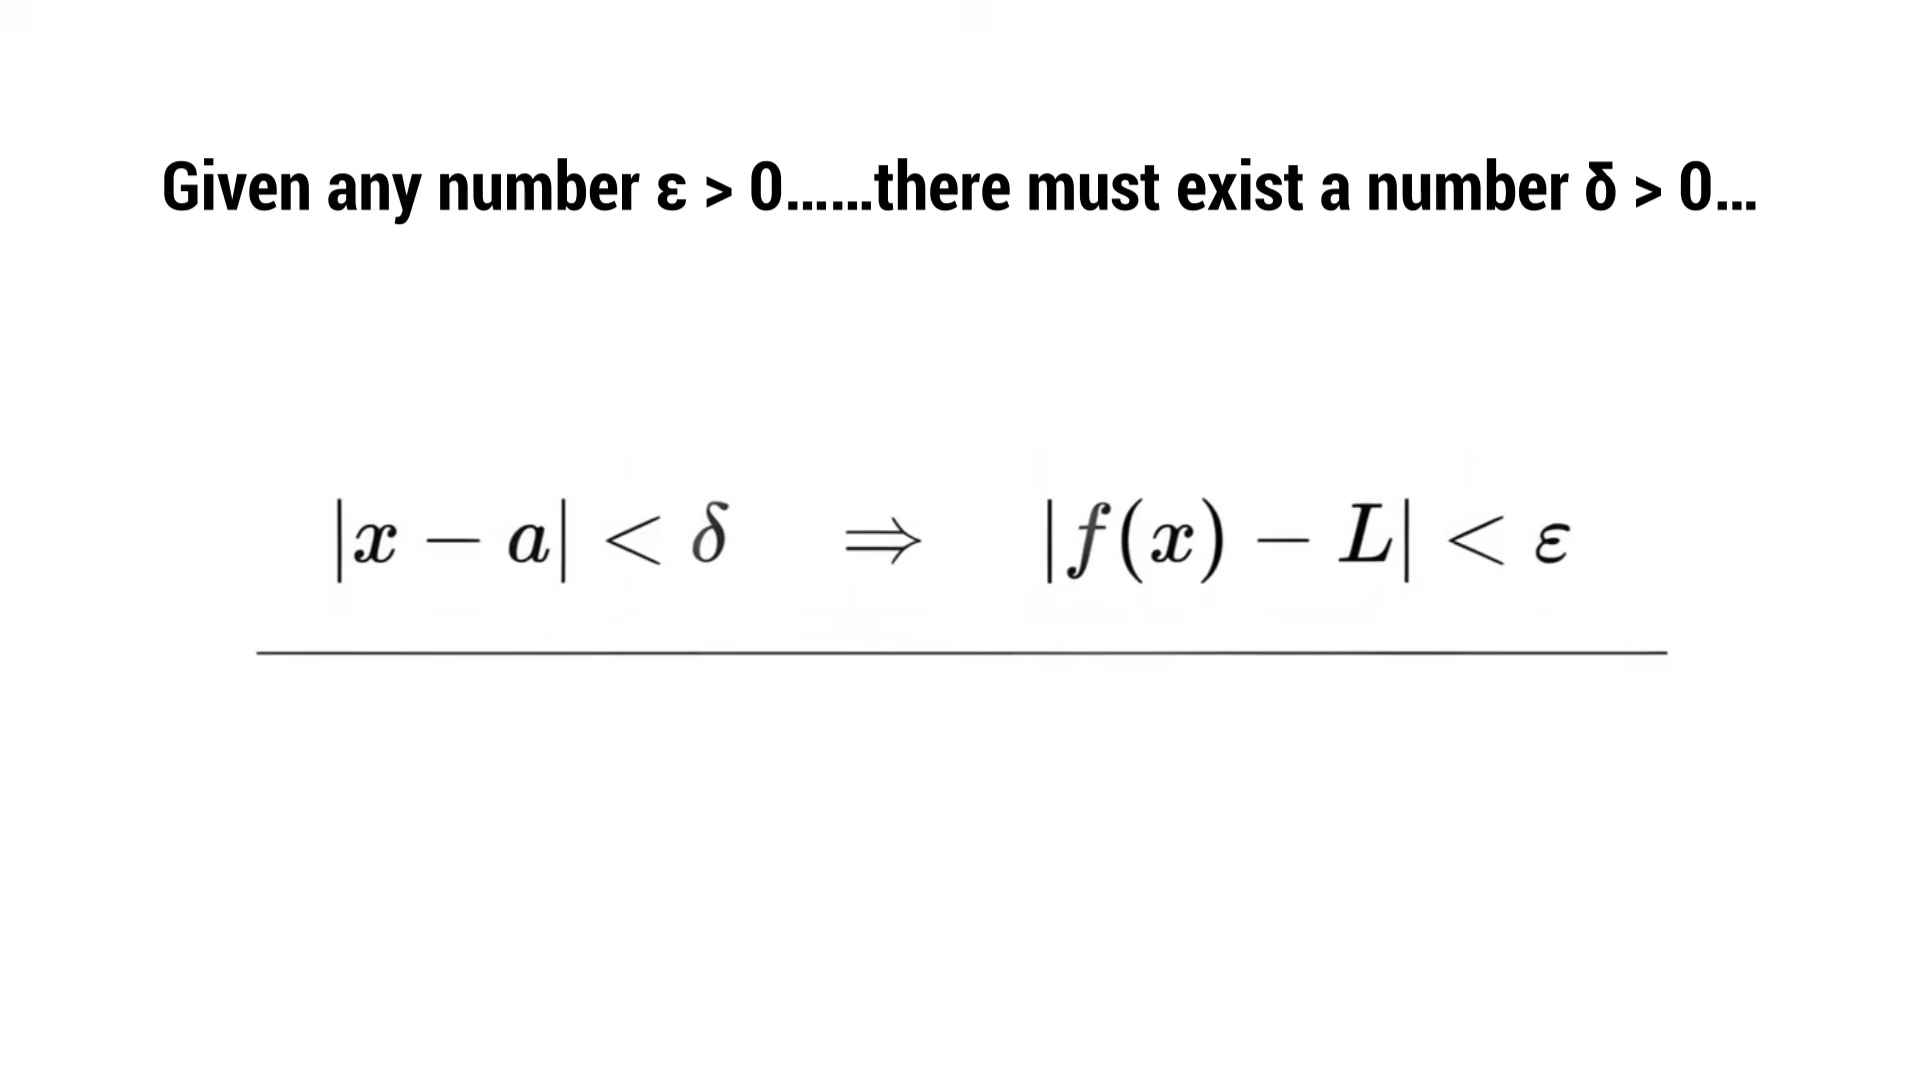 Given any number ε > 0......there must exist a number δ > 0...
|x − a| < δ ⇒ |f(x) − L| < ε